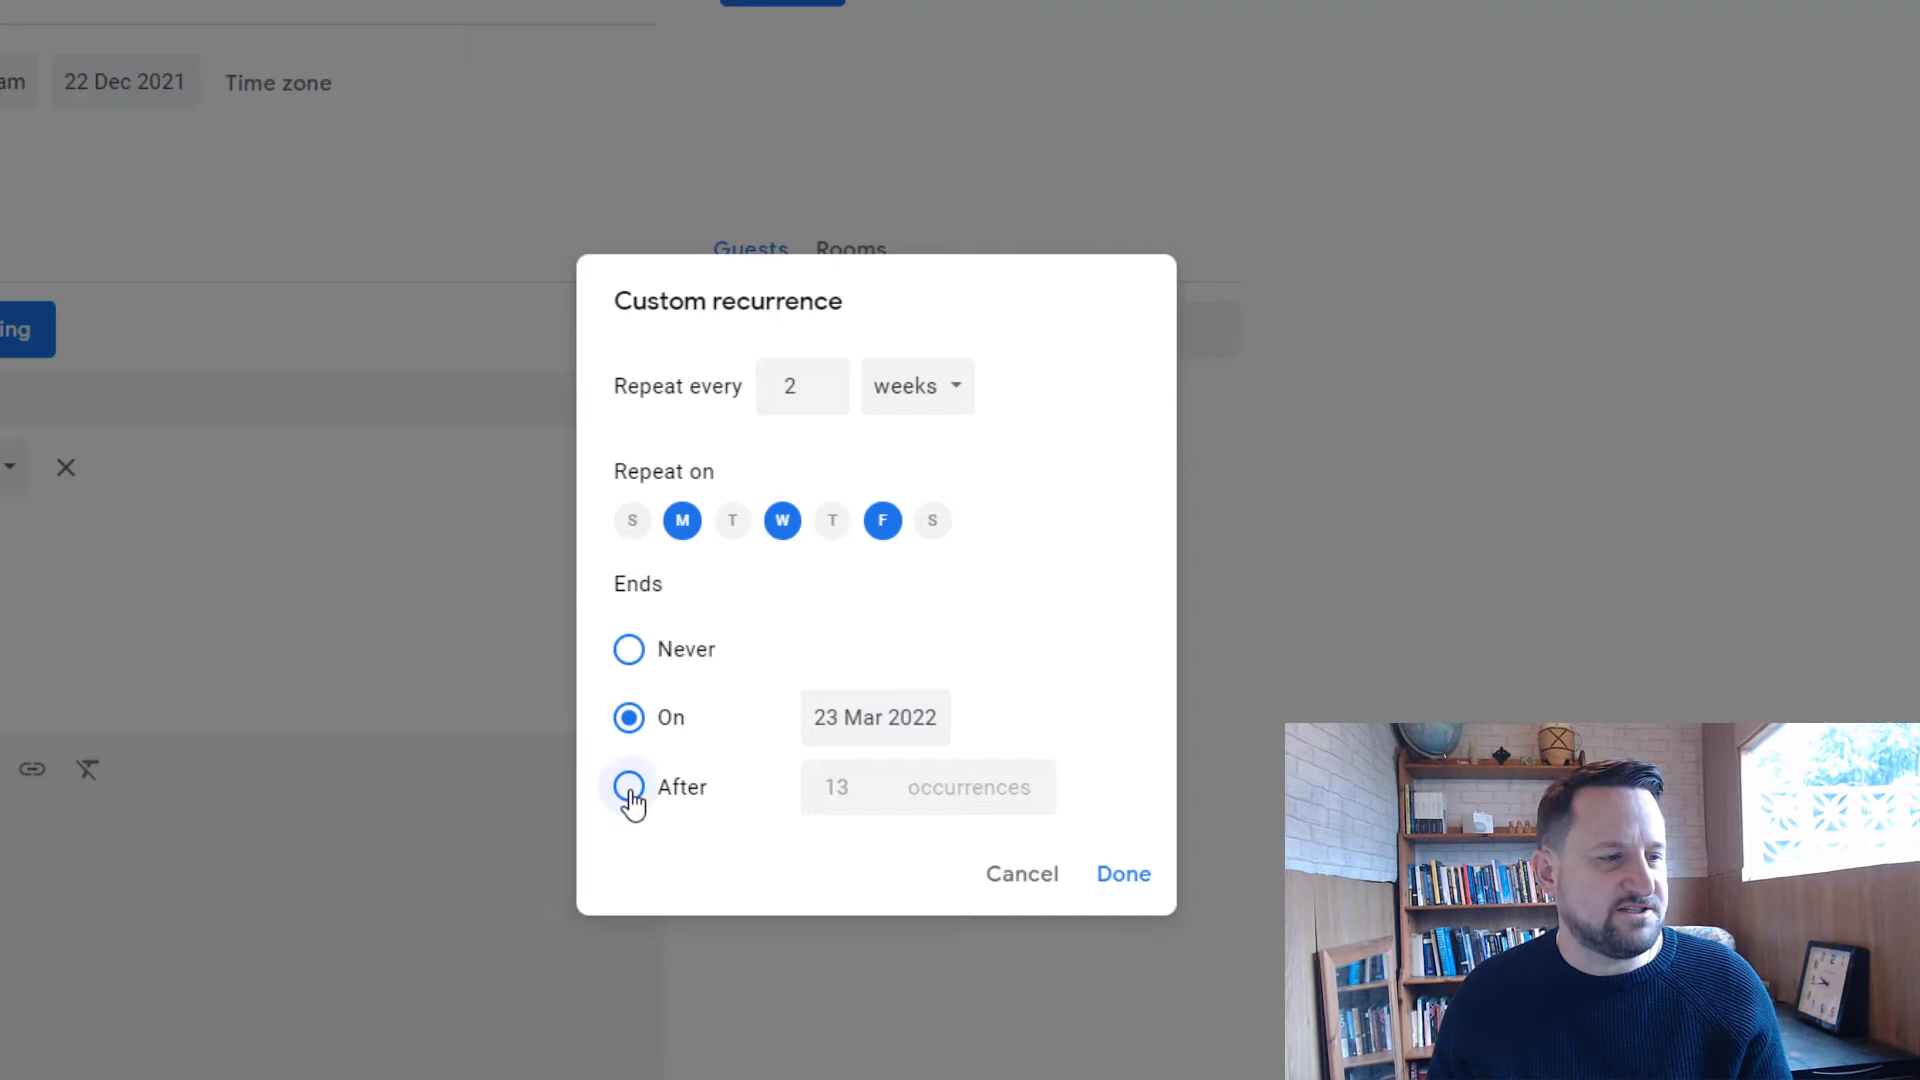 am 22 Dec 2021 Time zone
Guests Rooms
ing
Custom recurrence
Repeat every 2 weeks
Repeat on
S M T W T F S
Ends
Never
On 23 Mar 2022
After 13 occurrences
Cancel Done